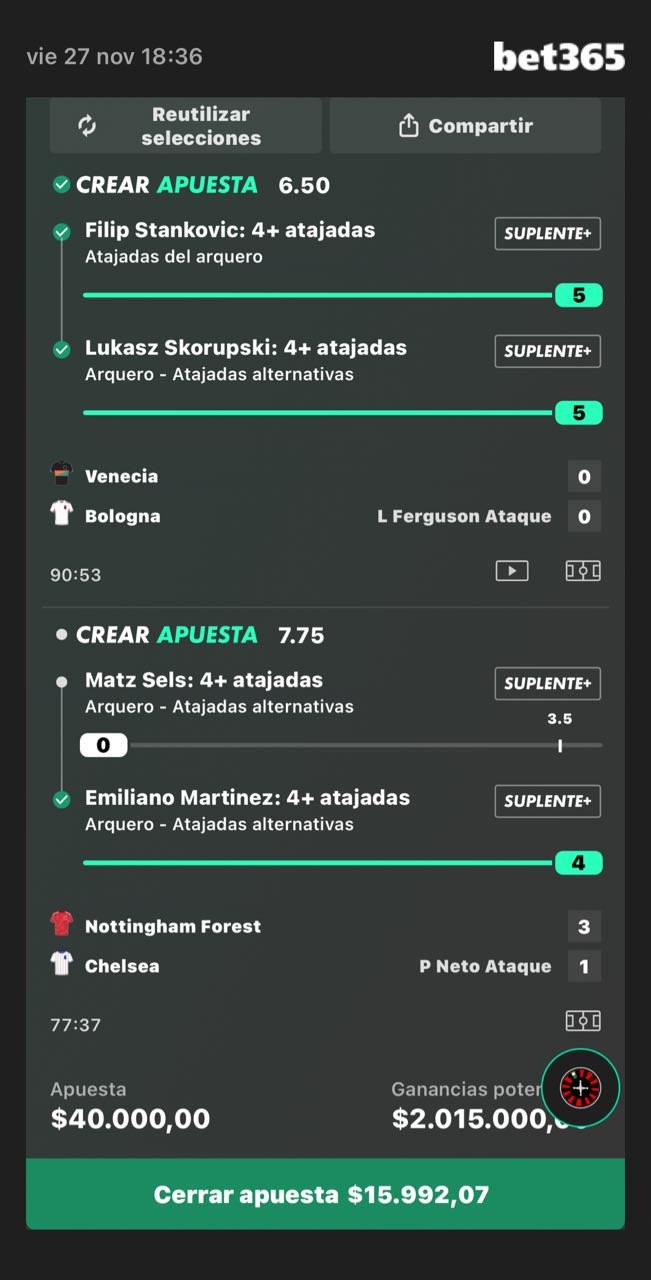 vie 27 nov 18:36
bet365
Reutilizar
selecciones
Compartir
CREAR APUESTA 6.50
Filip Stankovic: 4+ atajadas
SUPLENTE+
Atajadas del arquero
5
Lukasz Skorupski: 4+ atajadas
SUPLENTE+
Arquero - Atajadas alternativas
5
Venecia 0
Bologna L Ferguson Ataque 0
90:53
CREAR APUESTA 7.75
Matz Sels: 4+ atajadas
SUPLENTE+
Arquero - Atajadas alternativas
3.5
0
Emiliano Martinez: 4+ atajadas
SUPLENTE+
Arquero - Atajadas alternativas
4
Nottingham Forest 3
Chelsea P Neto Ataque 1
77:37
Apuesta Ganancias poten
$40.000,00 $2.015.000,
Cerrar apuesta $15.992,07